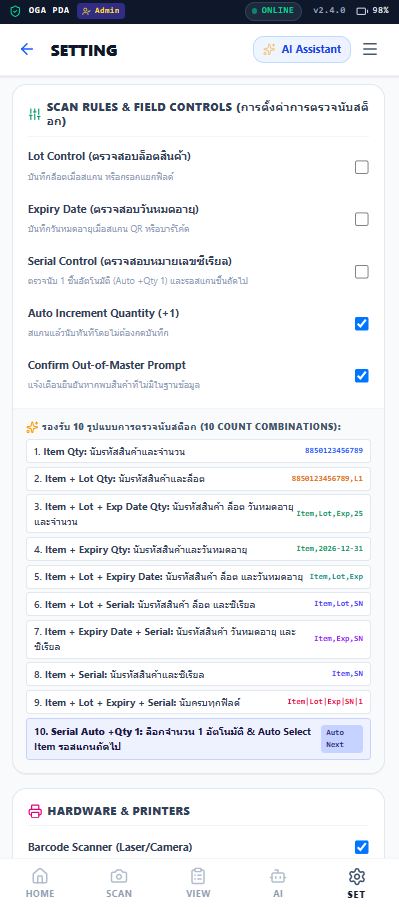 OGA PDA Admin ONLINE v2.4.0 98%
SETTING AI Assistant
SCAN RULES & FIELD CONTROLS (การตั้งค่าการตรวจนับสต็
อก)
Lot Control (ตรวจสอบล็อตสินค้า)
บันทึกล็อตเมื่อสแกน หรือกรอกแยกฟิลด์
Expiry Date (ตรวจสอบวันหมดอายุ)
บันทึกวันหมดอายุเมื่อสแกน QR หรือบาร์โค้ด
Serial Control (ตรวจสอบหมายเลขซีเรียล)
ตรวจนับ 1 ชิ้นอัตโนมัติ (Auto +Qty 1) และรอสแกนชิ้นถัดไป
Auto Increment Quantity (+1)
สแกนแล้วนับทันทีโดยไม่ต้องกดบันทึก
Confirm Out-of-Master Prompt
แจ้งเตือนยืนยันหากพบสินค้าที่ไม่มีในฐานข้อมูล
รองรับ 10 รูปแบบการตรวจนับสต็อก (10 COUNT COMBINATIONS):
1. Item Qty: นับรหัสสินค้าและจำนวน 8850123456789
2. Item + Lot Qty: นับรหัสสินค้าและล็อต 8850123456789,L1
3. Item + Lot + Exp Date Qty: นับรหัสสินค้า ล็อต วันหมดอายุ Item,Lot,Exp,25
และจำนวน
4. Item + Expiry Qty: นับรหัสสินค้าและวันหมดอายุ Item,2026-12-31
5. Item + Lot + Expiry Date: นับรหัสสินค้า ล็อต และวันหมดอายุ Item,Lot,Exp
6. Item + Lot + Serial: นับรหัสสินค้า ล็อต และซีเรียล Item,Lot,SN
7. Item + Expiry Date + Serial: นับรหัสสินค้า วันหมดอายุ และ Item,Exp,SN
ซีเรียล
8. Item + Serial: นับรหัสสินค้าและซีเรียล Item,SN
9. Item + Lot + Expiry + Serial: นับครบทุกฟิลด์ Item|Lot|Exp|SN|1
10. Serial Auto +Qty 1: ล็อกจำนวน 1 อัตโนมัติ & Auto Select Auto
Item รอสแกนถัดไป Next
HARDWARE & PRINTERS
Barcode Scanner (Laser/Camera)
HOME SCAN VIEW AI SET